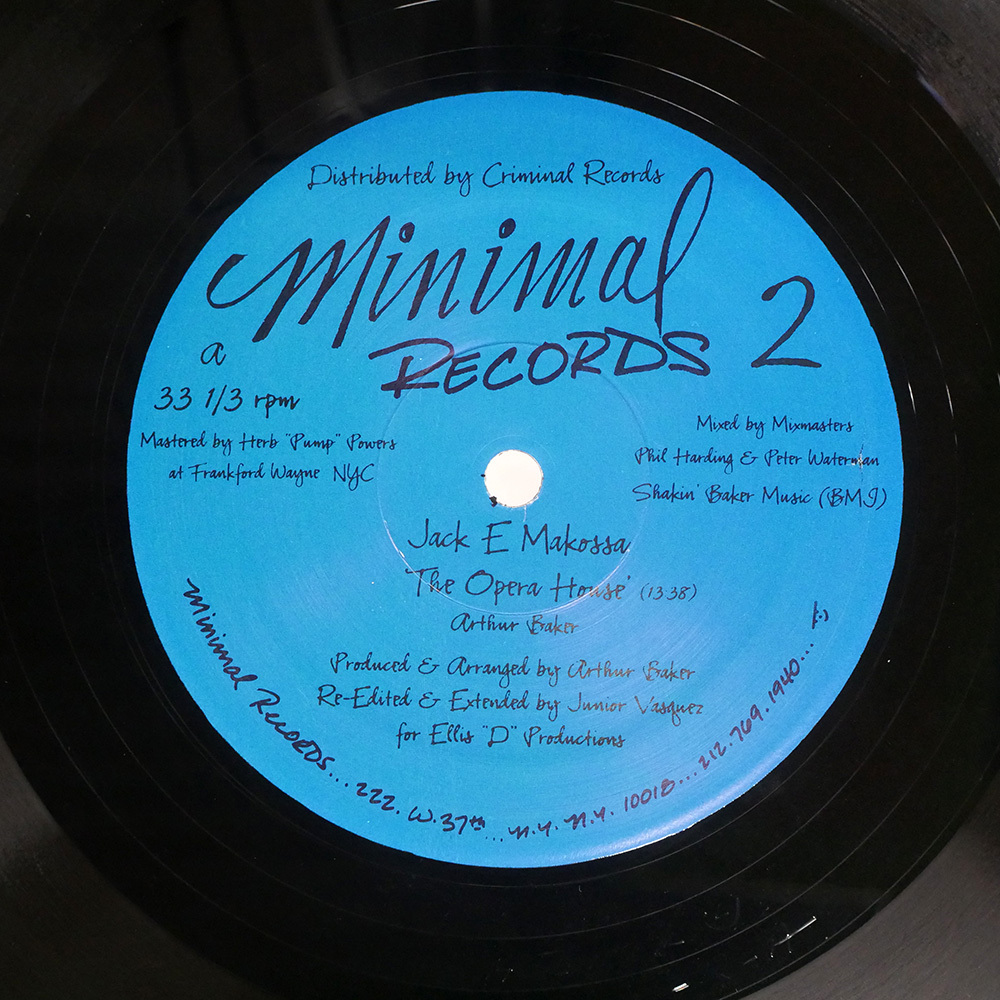 Distributed by Criminal Records
Minimal
RECORDS
2
a
33 1/3 rpm
Mastered by Herb "Pump" Powers
at Frankford Wayne NYC
Mixed by Mixmasters
Phil Harding & Peter Waterman
Shakin' Baker Music (BMI)
Jack E Makossa
'The Opera House' (13:38)
Arthur Baker
Produced & Arranged by Arthur Baker
Re-Edited & Extended by Junior Vasquez
for Ellis "D" Productions
Minimal RECORDS... 222. W. 37th... N.Y. N.Y. 10018... 212. 769. 1940...